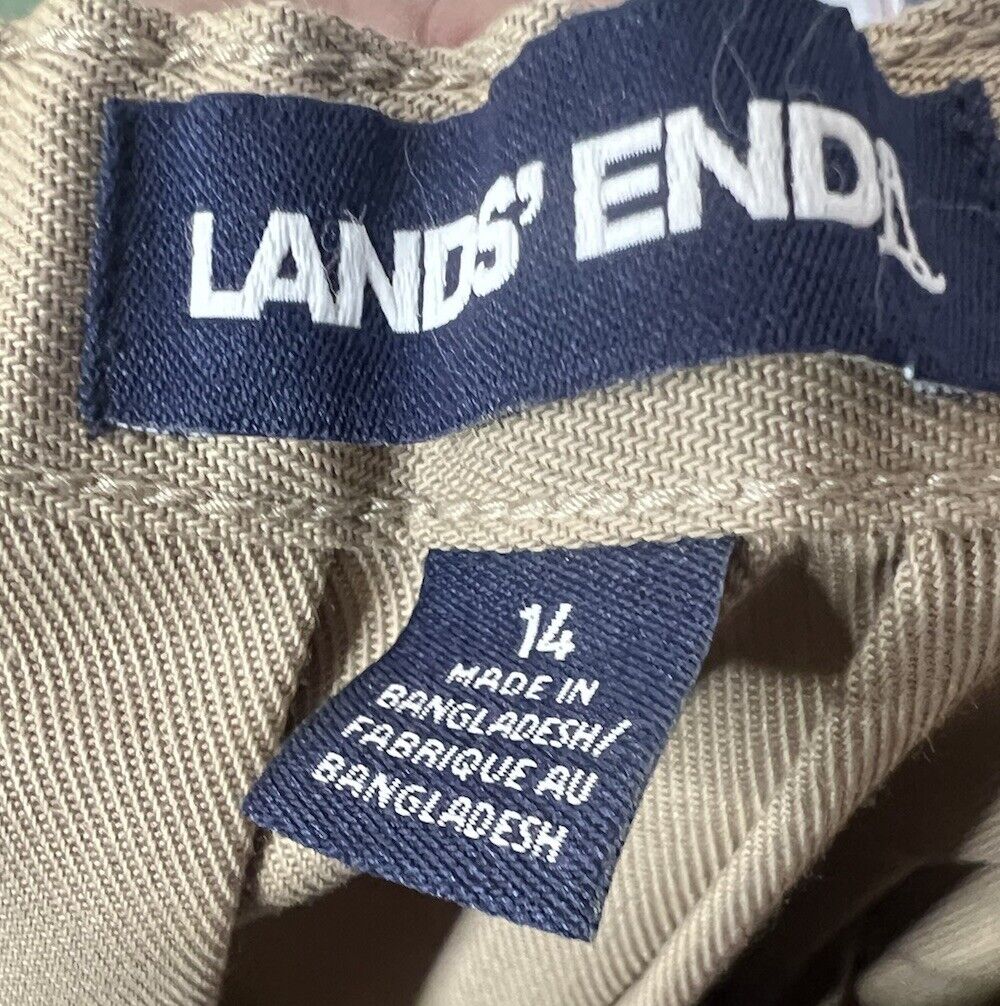 LANDS' END
14
MADE IN
BANGLADESH/
FABRIQUE AU
BANGLADESH